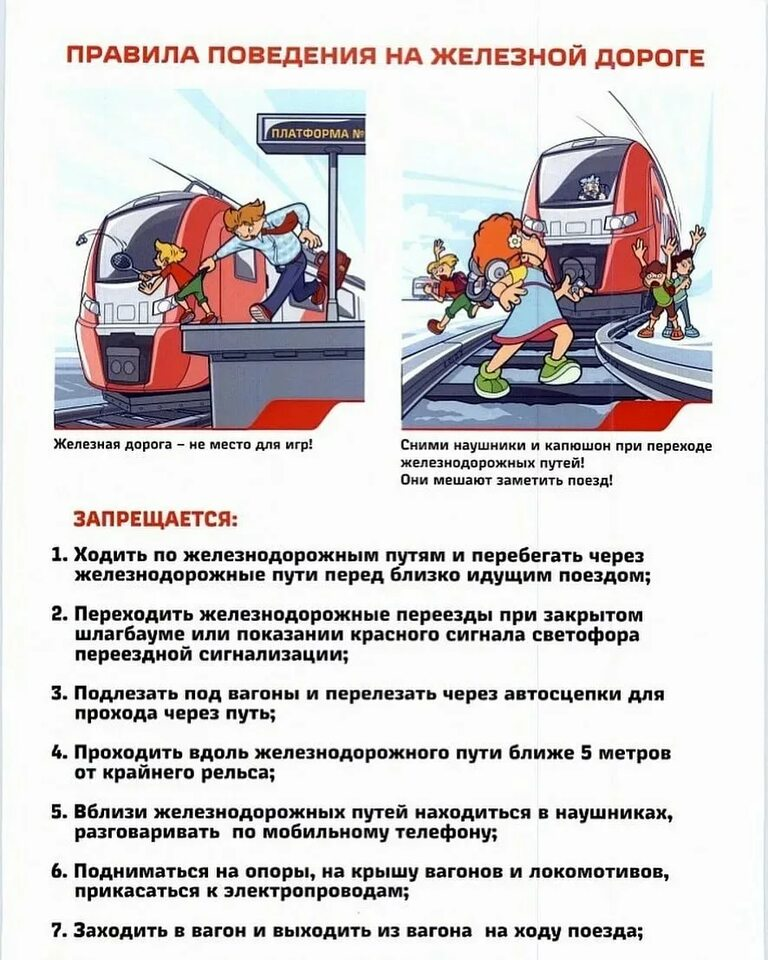 ПРАВИЛА ПОВЕДЕНИЯ НА ЖЕЛЕЗНОЙ ДОРОГЕ
ПЛАТФОРМА №
Железная дорога – не место для игр!
Сними наушники и капюшон при переходе
железнодорожных путей!
Они мешают заметить поезд!
ЗАПРЕЩАЕТСЯ:
1. Ходить по железнодорожным путям и перебегать через
железнодорожные пути перед близко идущим поездом;
2. Переходить железнодорожные переезды при закрытом
шлагбауме или показании красного сигнала светофора
переездной сигнализации;
3. Подлезать под вагоны и перелезать через автосцепки для
прохода через путь;
4. Проходить вдоль железнодорожного пути ближе 5 метров
от крайнего рельса;
5. Вблизи железнодорожных путей находиться в наушниках,
разговаривать по мобильному телефону;
6. Подниматься на опоры, на крышу вагонов и локомотивов,
прикасаться к электропроводам;
7. Заходить в вагон и выходить из вагона на ходу поезда;